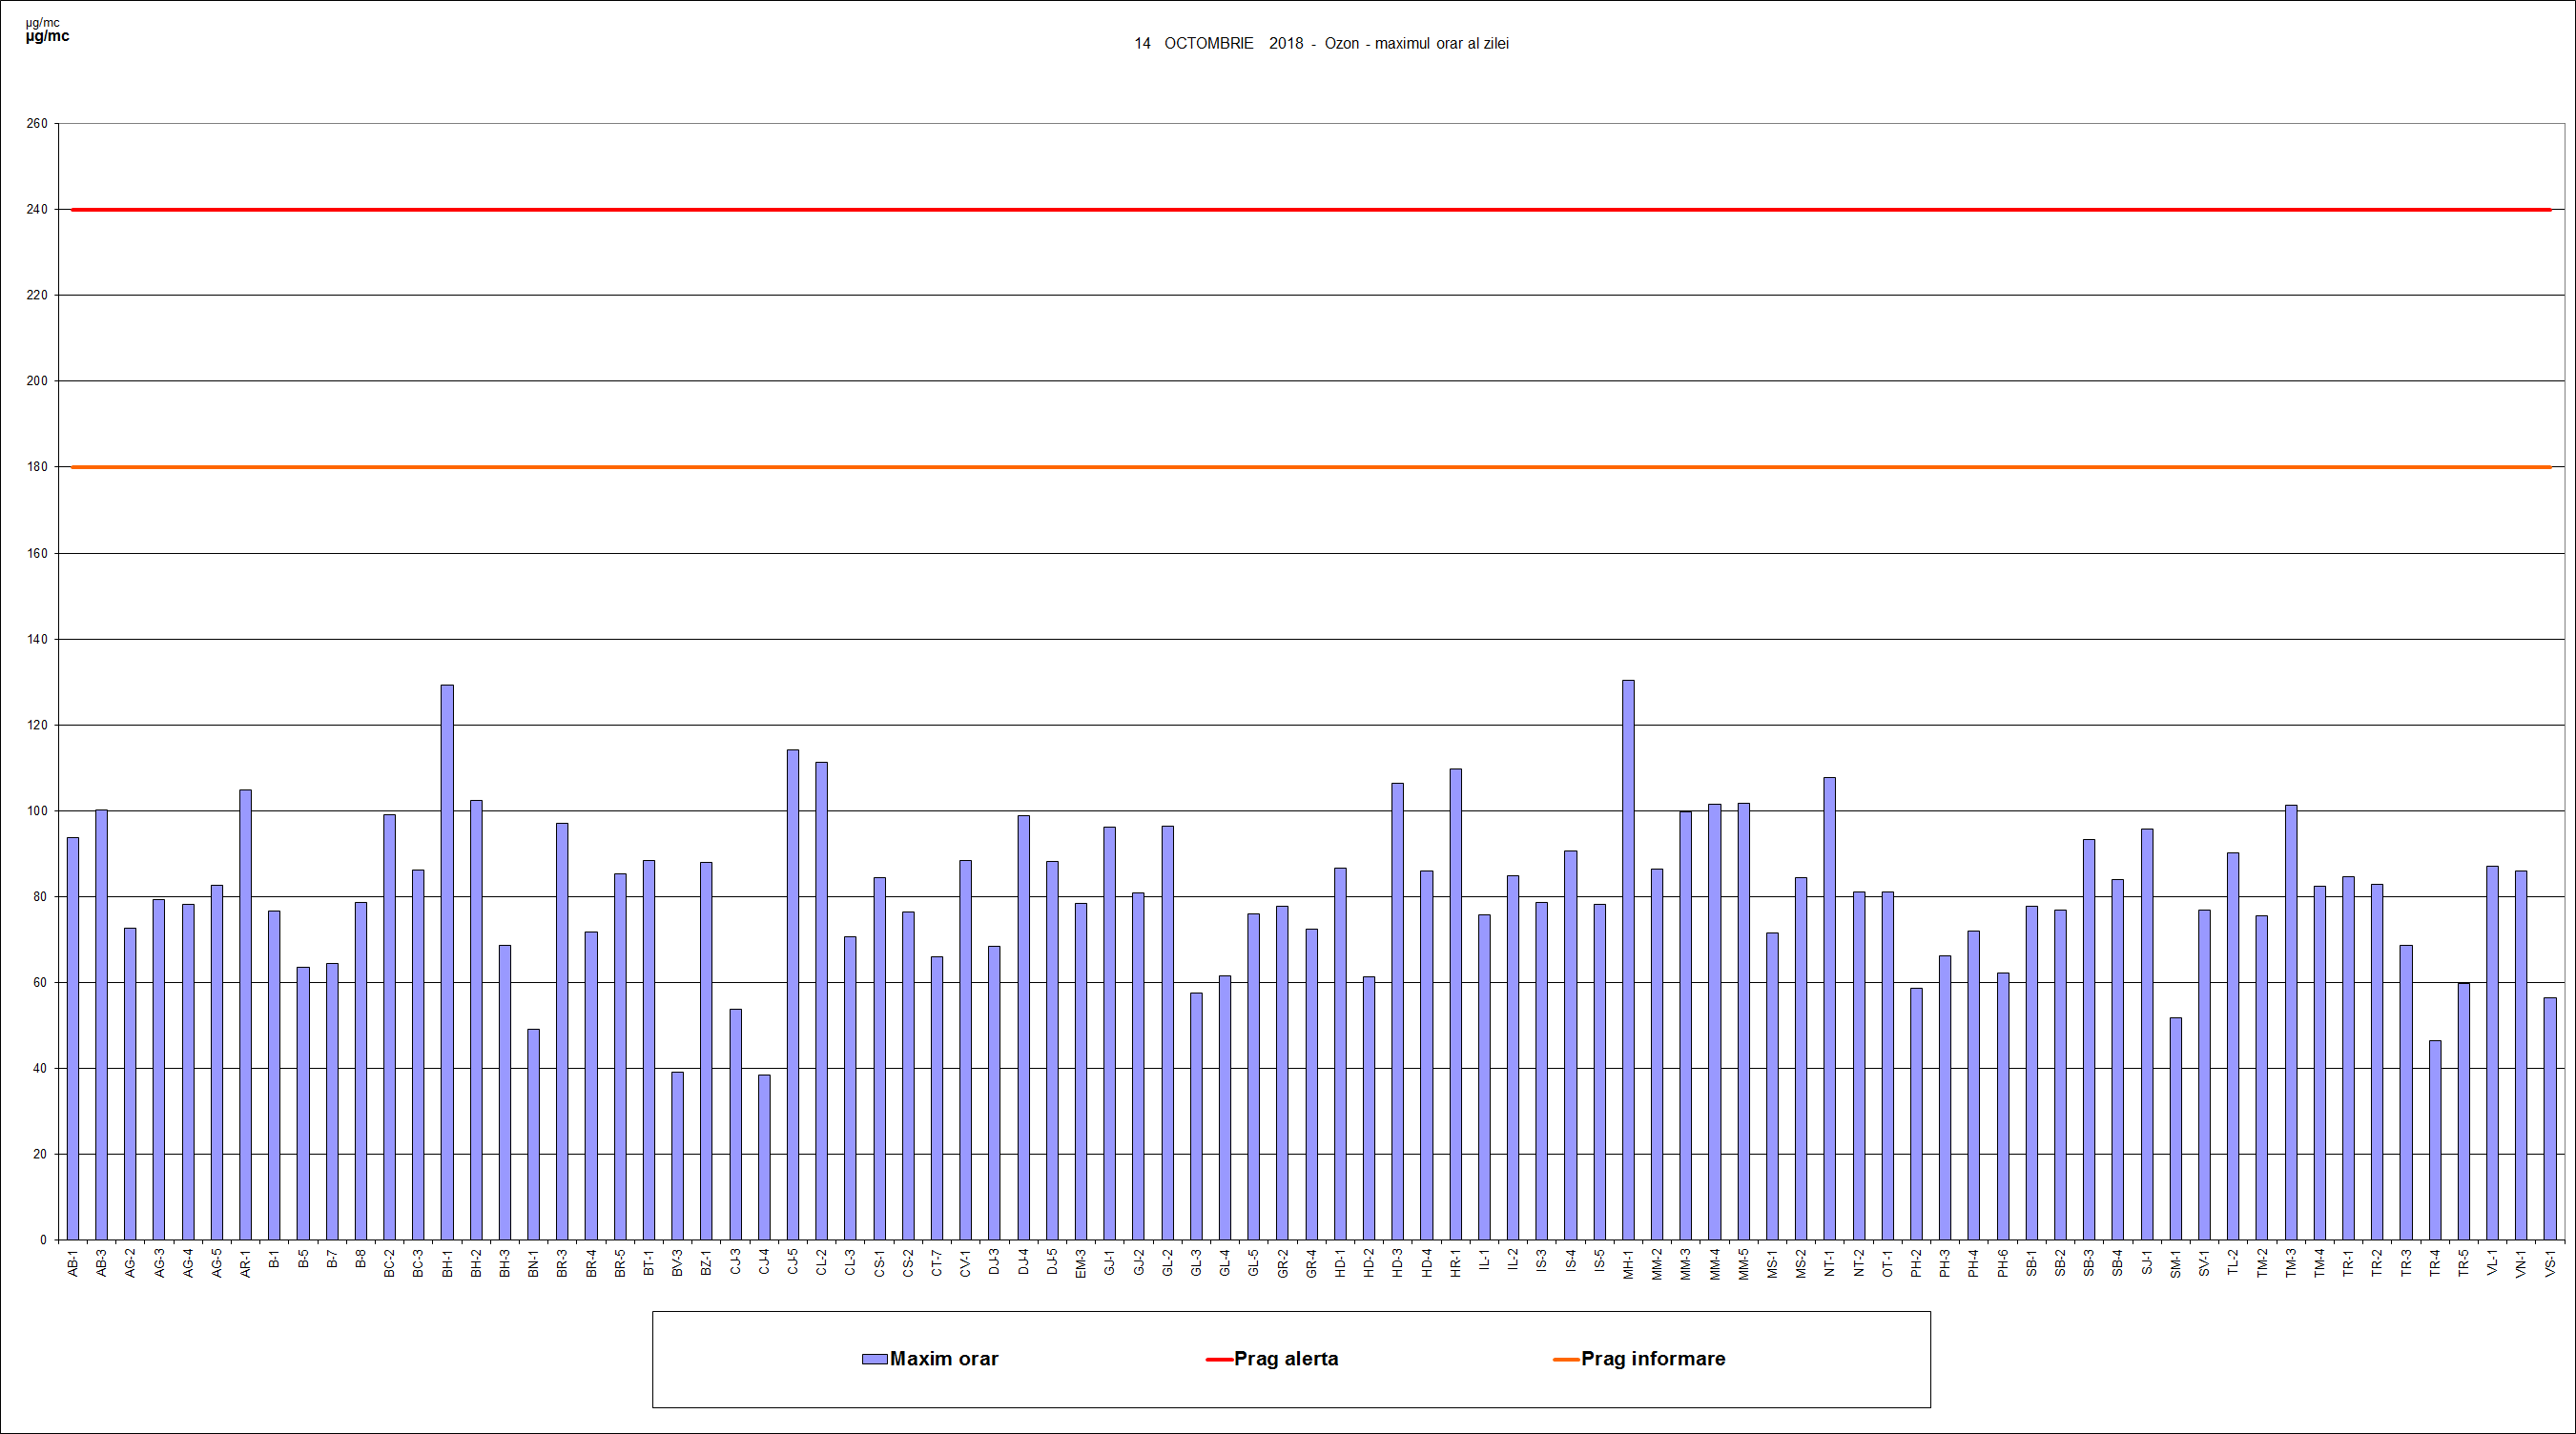 µg/mc
µg/mc
14 OCTOMBRIE 2018 - Ozon - maximul orar al zilei
260
240
220
200
180
160
140
120
100
80
60
40
20
0
AB-1 AB-3 AG-2 AG-3 AG-4 AG-5 AR-1 B-1 B-5 B-7 B-8 BC-2 BC-3 BH-1 BH-2 BH-3 BN-1 BR-3 BR-4 BR-5 BT-1 BV-3 BZ-1 CJ-3 CJ-4 CJ-5 CL-2 CL-3 CS-1 CS-2 CT-7 CV-1 DJ-3 DJ-4 DJ-5 EM-3 GJ-1 GJ-2 GL-2 GL-3 GL-4 GL-5 GR-2 GR-4 HD-1 HD-2 HD-3 HD-4 HR-1 IL-1 IL-2 IS-3 IS-4 IS-5 MH-1 MM-2 MM-3 MM-4 MM-5 MS-1 MS-2 NT-1 NT-2 OT-1 PH-2 PH-3 PH-4 PH-6 SB-1 SB-2 SB-3 SB-4 SJ-1 SM-1 SV-1 TL-2 TM-2 TM-3 TM-4 TR-1 TR-2 TR-3 TR-4 TR-5 VL-1 VN-1 VS-1
Maxim orar Prag alerta Prag informare